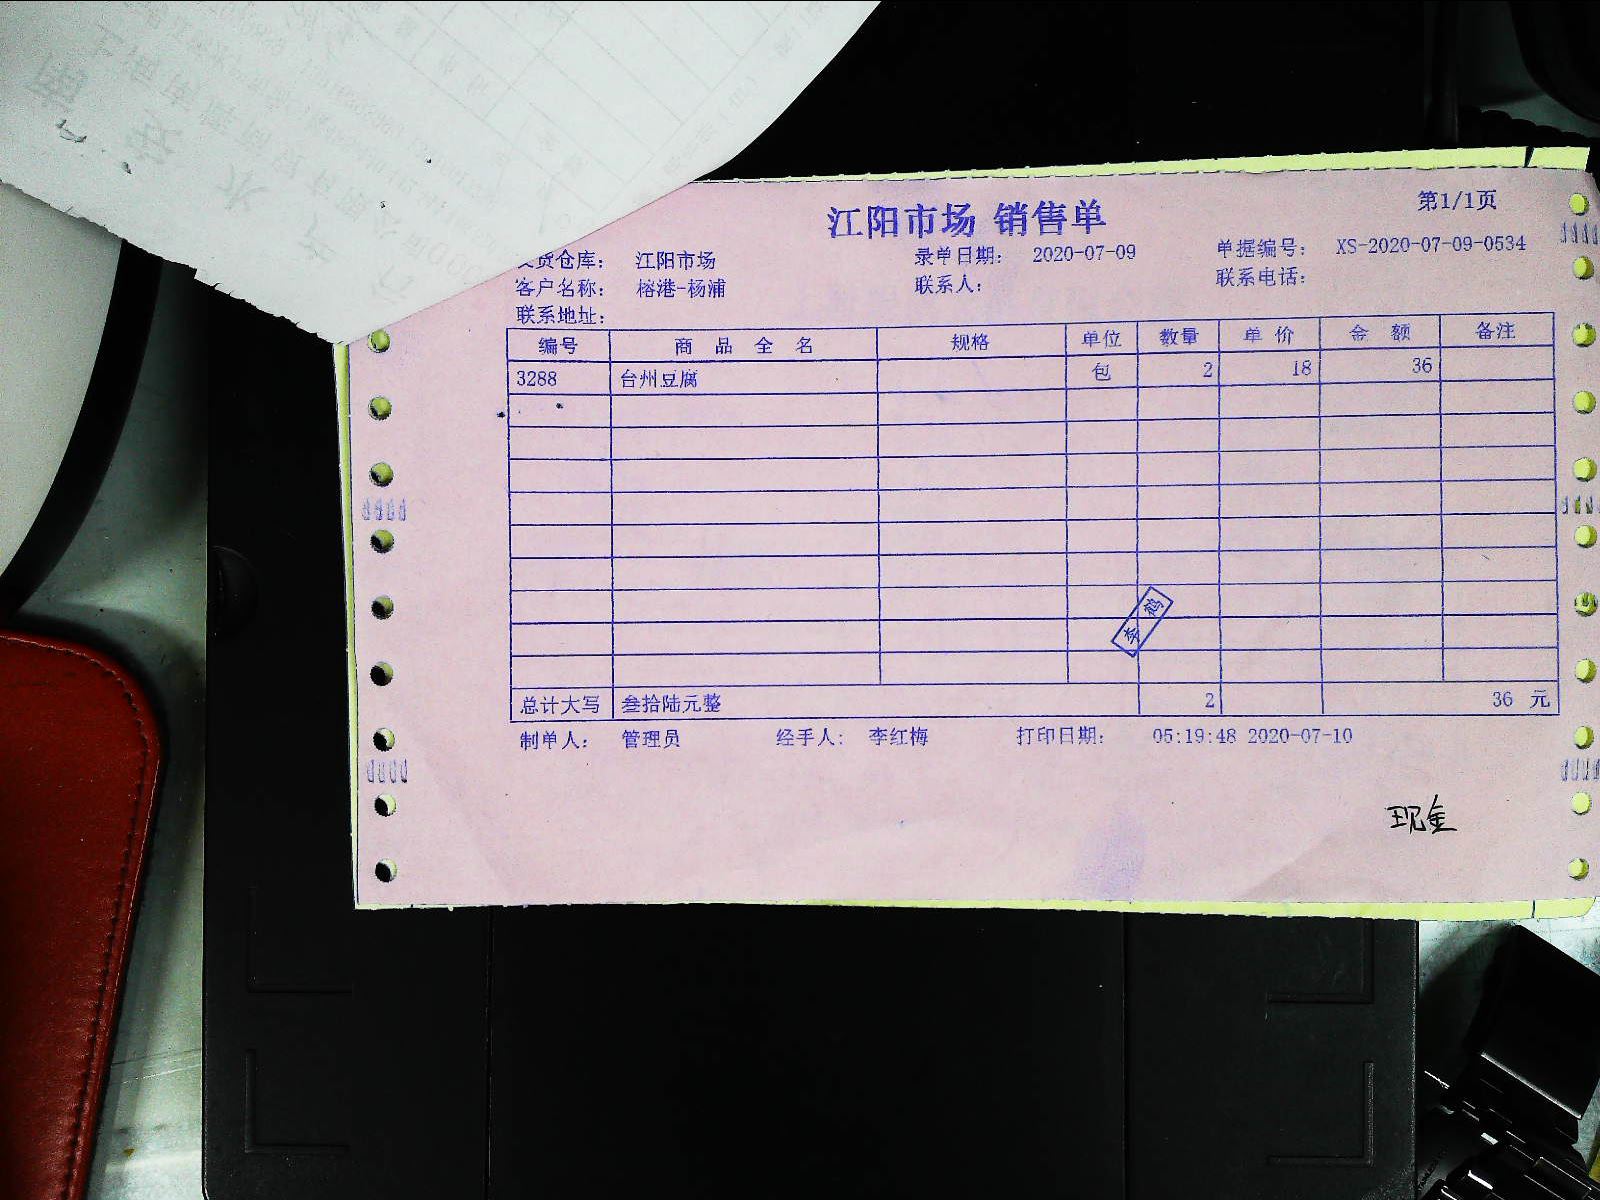 江阳市场 销售单
第1/1页
货仓库： 江阳市场 录单日期： 2020-07-09 单据编号： XS-2020-07-09-0534
客户名称： 榕港-杨浦 联系人： 联系电话：
联系地址：
编号 商 品 全 名 规格 单位 数量 单 价 金 额 备注
3288 台州豆腐 包 2 18 36
李 鹤
总计大写 叁拾陆元整 2 36 元
制单人： 管理员 经手人： 李红梅 打印日期： 05:19:48 2020-07-10
现金